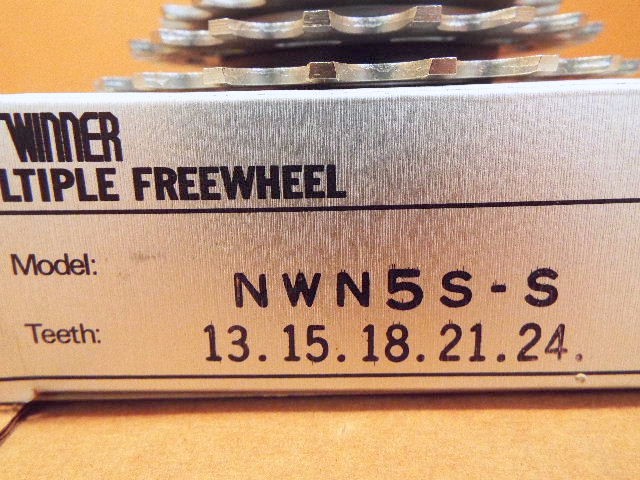 WINNER
LTIPLE FREEWHEEL
Model: NWN5S-S
Teeth: 13.15.18.21.24.